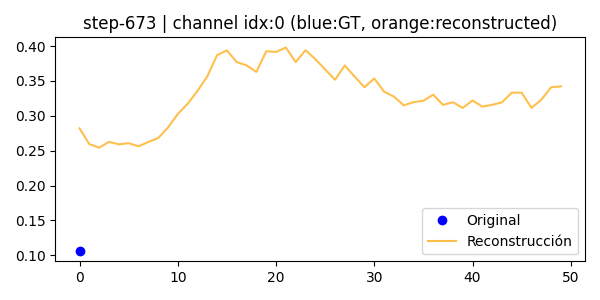 step-673 | channel idx:0 (blue:GT, orange:reconstructed)
0.40
0.35
0.30
0.25
0.20
0.15
0.10
Original
Reconstrucción
0 10 20 30 40 50